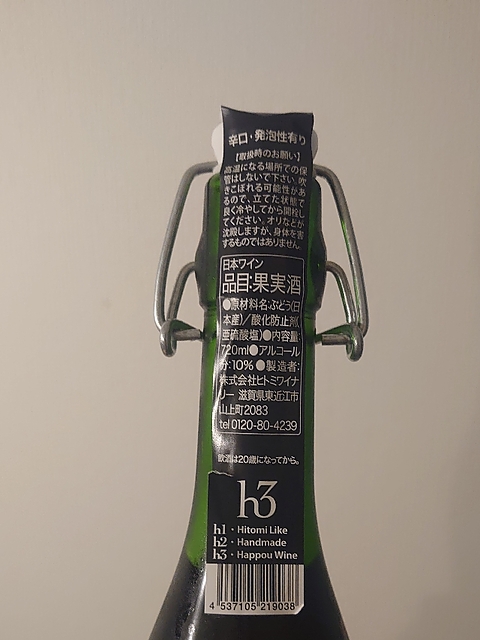 辛口・発泡性有り
【取扱時のお願い】
高温になる場所での保
管はしないで下さい。吹
きこぼれる可能性があ
るので、立てた状態で
良く冷やしてから開栓し
てください。オリなどが
沈殿しますが、身体を害
するものではありません。
日本ワイン
品目:果実酒
●原材料名:ぶどう(日
本産)/酸化防止剤(
亜硫酸塩)●内容量:
720ml●アルコール
分:10% ●製造者:
株式会社ヒトミワイナ
リー 滋賀県東近江市
山上町2083
tel 0120-80-4239
飲酒は20歳になってから。
h3
h1・Hitomi Like
h2・Handmade
h3・Happou Wine
4 537105 219038